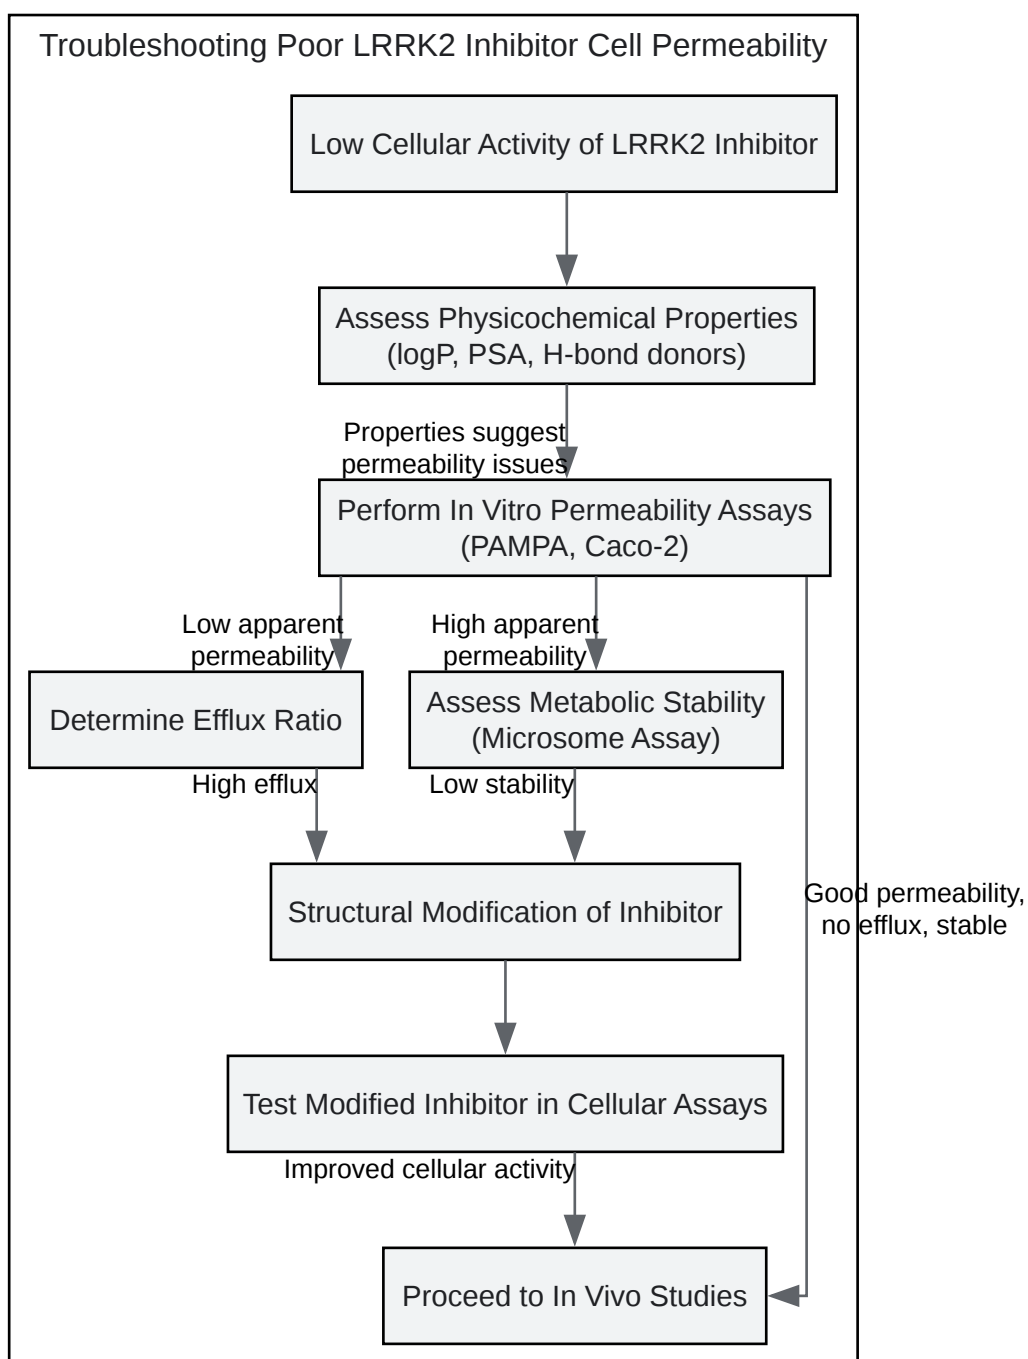 Troubleshooting Poor LRRK2 Inhibitor Cell Permeability
Low Cellular Activity of LRRK2 Inhibitor
Assess Physicochemical Properties
(logP, PSA, H-bond donors)
Properties suggest
permeability issues
Perform In Vitro Permeability Assays
(PAMPA, Caco-2)
Low apparent
permeability
High apparent
permeability
Determine Efflux Ratio
Assess Metabolic Stability
(Microsome Assay)
High efflux
Low stability
Structural Modification of Inhibitor
Good permeability,
no efflux, stable
Test Modified Inhibitor in Cellular Assays
Improved cellular activity
Proceed to In Vivo Studies